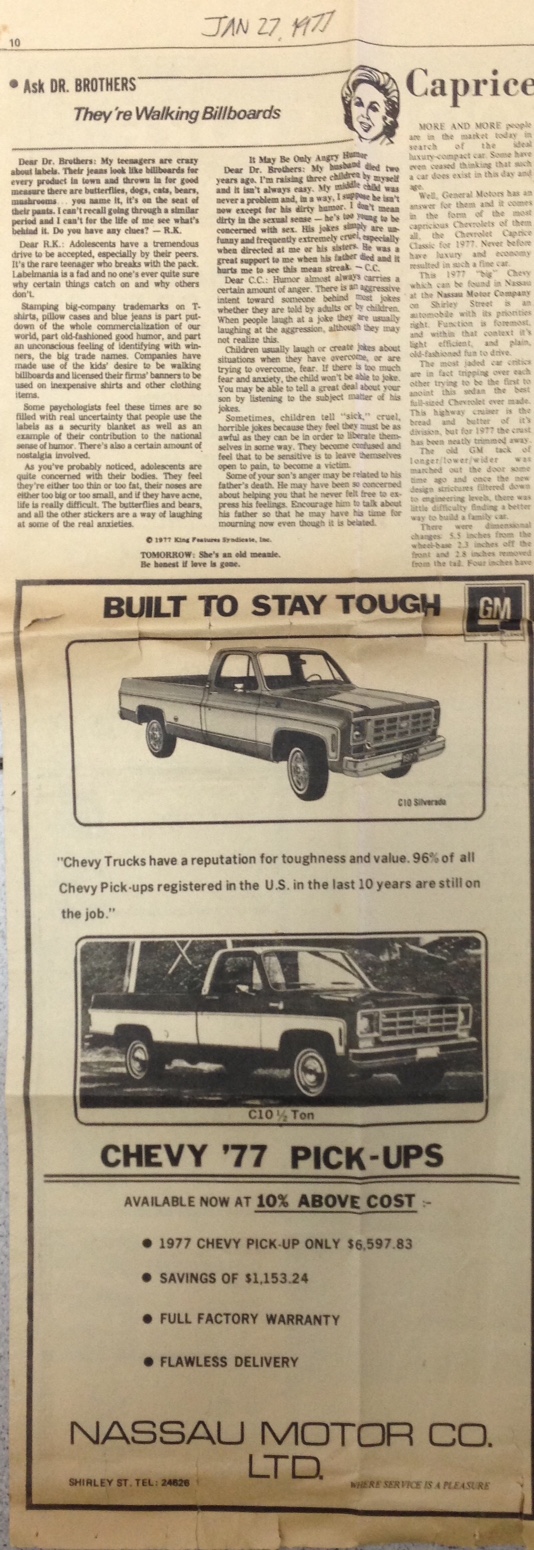 JAN 27, 1977
10
• Ask DR. BROTHERS
They're Walking Billboards
Dear Dr. Brothers: My teenagers are crazy
about labels. Their jeans look like billboards for
every product in town and thrown in for good
measure there are butterflies, dogs, cats, bears,
mushrooms... you name it, it's on the seat of
their pants. I can't recall going through a similar
period and I can't for the life of me see what's
behind it. Do you have any clues? — R.K.
Dear R.K.: Adolescents have a tremendous
drive to be accepted, especially by their peers.
It's the rare teenager who breaks with the pack.
Labelmania is a fad and no one's ever quite sure
why certain things catch on and why others
don't.
Stamping big-company trademarks on T-
shirts, pillow cases and blue jeans is part put-
down of the whole commercialization of our
world, part old-fashioned good humor, and part
an unconscious feeling of identifying with win-
ners, the big trade names. Companies have
made use of the kids' desire to be walking
billboards and licensed their firms' banners to be
used on inexpensive shirts and other clothing
items.
Some psychologists feel these times are so
filled with real uncertainty that people use the
labels as a security blanket as well as an
example of their contribution to the national
sense of humor. There's also a certain amount of
nostalgia involved.
As you've probably noticed, adolescents are
quite concerned with their bodies. They feel
they're either too thin or too fat, their noses are
either too big or too small, and if they have acne,
life is really difficult. The butterflies and bears,
and all the other stickers are a way of laughing
at some of the real anxieties.
It May Be Only Angry Humor
Dear Dr. Brothers: My husband died two
years ago. I'm raising three children by myself
and it isn't always easy. My middle child was
never a problem and, in a way, I suppose he isn't
now except for his dirty humor. I don't mean
dirty in the sexual sense — he's too young to be
concerned with sex. His jokes simply are un-
funny and frequently extremely cruel, especially
when directed at me or his sisters. He was a
great support to me when his father died and it
hurts me to see this mean streak. — C.C.
Dear C.C.: Humor almost always carries a
certain amount of anger. There is an aggressive
intent toward someone behind most jokes
whether they are told by adults or by children.
When people laugh at a joke they are usually
laughing at the aggression, although they may
not realize this.
Children usually laugh or create jokes about
situations when they have overcome, or are
trying to overcome, fear. If there is too much
fear and anxiety, the child won't be able to joke.
You may be able to tell a great deal about your
son by listening to the subject matter of his
jokes.
Sometimes, children tell "sick," cruel,
horrible jokes because they feel they must be as
awful as they can in order to liberate them-
selves in some way. They become confused and
feel that to be sensitive is to leave themselves
open to pain, to become a victim.
Some of your son's anger may be related to his
father's death. He may have been so concerned
about helping you that he never felt free to ex-
press his feelings. Encourage him to talk about
his father so that he may have his time for
mourning now even though it is belated.
© 1977 King Features Syndicate, Inc.
TOMORROW: She's an old meanie.
Be honest if love is gone.
Caprice
MORE AND MORE people
are in the market today in
search of the ideal
luxury-compact car. Some have
even ceased thinking that such
a car does exist in this day and
age.
Well, General Motors has an
answer for them and it comes
in the form of the most
capricious Chevrolets of them
all, the Chevrolet Caprice
Classic for 1977. Never before
have luxury and economy
resulted in such a fine car.
This 1977 "big" Chevy
which can be found in Nassau
at the Nassau Motor Company
on Shirley Street is an
automobile with its priorities
right. Function is foremost,
and within that context it's
light efficient, and plain,
old-fashioned fun to drive.
The most jaded car critics
are in fact tripping over each
other trying to be the first to
anoint this sedan the best
full-sized Chevrolet ever made.
This highway cruiser is the
bread and butter of it's
division, but for 1977 the crust
has been neatly trimmed away.
The old GM tack of
longer/lower/wider was
marched out the door some
time ago and once the new
design strictures filtered down
to engineering levels, there was
little difficulty finding a better
way to build a family car.
There were dimensional
changes: 5.5 inches from the
wheel-base 2.3 inches off the
front and 2.8 inches removed
from the tail. Four inches have
BUILT TO STAY TOUGH
GM
C10 Silverado
"Chevy Trucks have a reputation for toughness and value. 96% of all
Chevy Pick-ups registered in the U.S. in the last 10 years are still on
the job."
C10 ½ Ton
CHEVY '77 PICK-UPS
AVAILABLE NOW AT 10% ABOVE COST :-
• 1977 CHEVY PICK-UP ONLY $6,597.83
• SAVINGS OF $1,153.24
• FULL FACTORY WARRANTY
• FLAWLESS DELIVERY
NASSAU MOTOR CO.
LTD.
SHIRLEY ST. TEL: 24626
WHERE SERVICE IS A PLEASURE